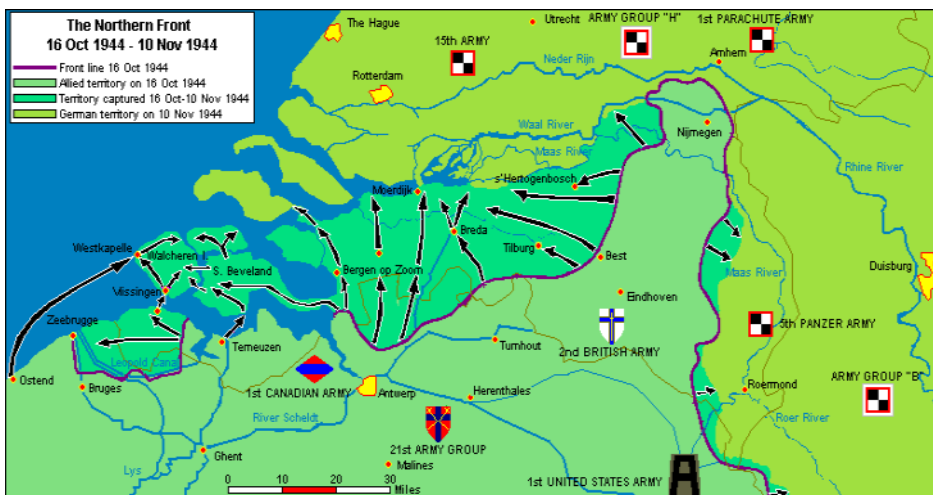 The Northern Front
16 Oct 1944 - 10 Nov 1944
Front line 16 Oct 1944
Allied territory on 16 Oct 1944
Territory captured 16 Oct-10 Nov 1944
German territory on 10 Nov 1944
The Hague
Utrecht
ARMY GROUP "H"
1st PARACHUTE ARMY
15th ARMY
Arnhem
Neder Rijn
Rotterdam
Waal River
Nijmegen
Maas River
Rhine River
s'Hertogenbosch
Moerdijk
Breda
Tilburg
Best
Westkapelle
Walcheren I.
S. Beveland
Bergen op Zoom
Maas River
Duisburg
Vlissingen
Eindhoven
Zeebrugge
5th PANZER ARMY
Terneuzen
Turnhout
2nd BRITISH ARMY
Leopold Canal
Ostend
Bruges
1st CANADIAN ARMY
Antwerp
Herenthales
Roermond
ARMY GROUP "B"
River Scheldt
Roer River
21st ARMY GROUP
Ghent
Malines
Lys
0 10 20 30
Miles
1st UNITED STATES ARMY